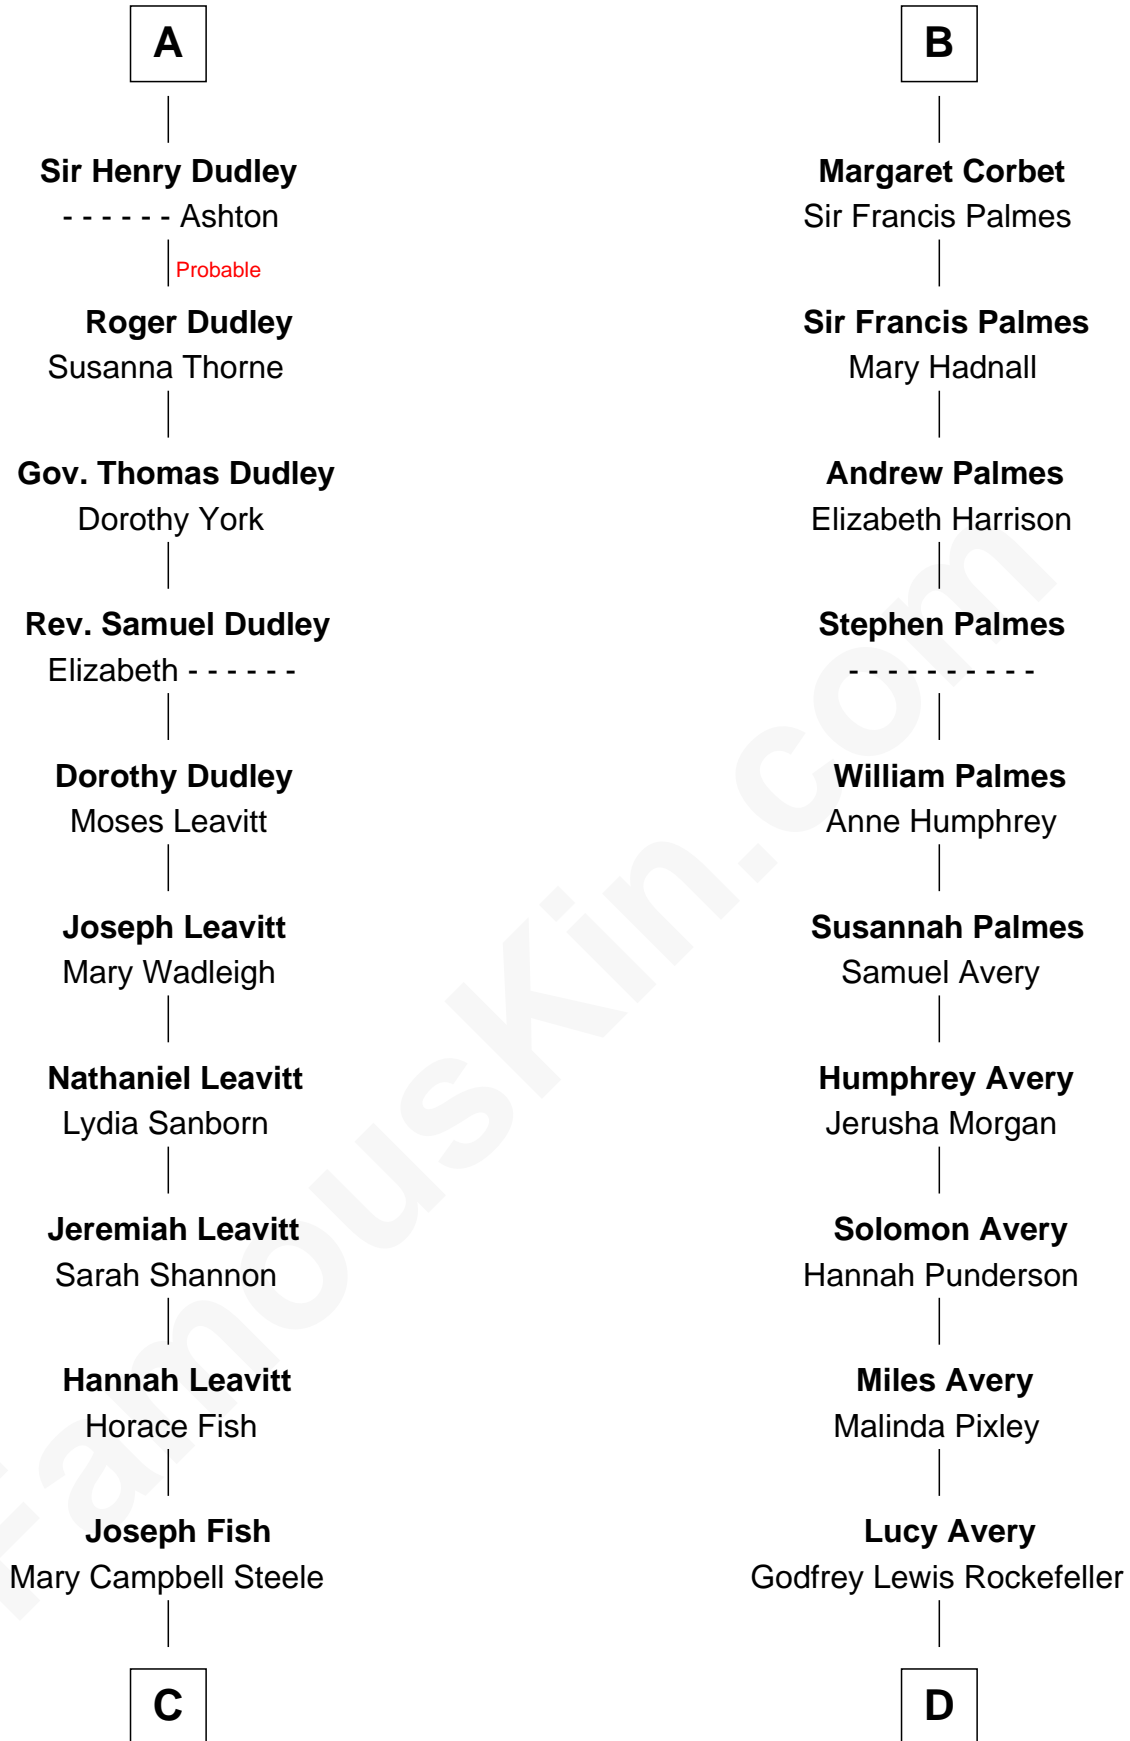 A
Sir Henry Dudley
- - - - - - Ashton
Probable
Roger Dudley
Susanna Thorne
Gov. Thomas Dudley
Dorothy York
Rev. Samuel Dudley
Elizabeth - - - - - -
Dorothy Dudley
Moses Leavitt
Joseph Leavitt
Mary Wadleigh
Nathaniel Leavitt
Lydia Sanborn
Jeremiah Leavitt
Sarah Shannon
Hannah Leavitt
Horace Fish
Joseph Fish
Mary Campbell Steele
C
B
Margaret Corbet
Sir Francis Palmes
Sir Francis Palmes
Mary Hadnall
Andrew Palmes
Elizabeth Harrison
Stephen Palmes
- - - - - - - - - -
William Palmes
Anne Humphrey
Susannah Palmes
Samuel Avery
Humphrey Avery
Jerusha Morgan
Solomon Avery
Hannah Punderson
Miles Avery
Malinda Pixley
Lucy Avery
Godfrey Lewis Rockefeller
D
FamousKin.com